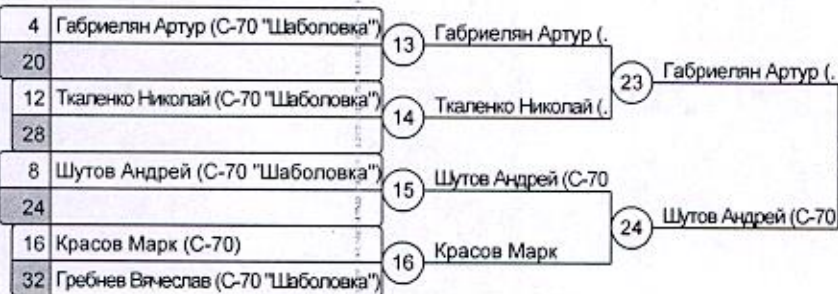 4 Габриелян Артур (С-70 "Шаболовка")
13 Габриелян Артур (.
20
23 Габриелян Артур (.
12 Ткаленко Николай (С-70 "Шаболовка")
14 Ткаленко Николай (.
28
8 Шутов Андрей (С-70 "Шаболовка")
15 Шутов Андрей (С-70
24
24 Шутов Андрей (С-70
16 Красов Марк (С-70)
16 Красов Марк
32 Гребнев Вячеслав (С-70 "Шаболовка")